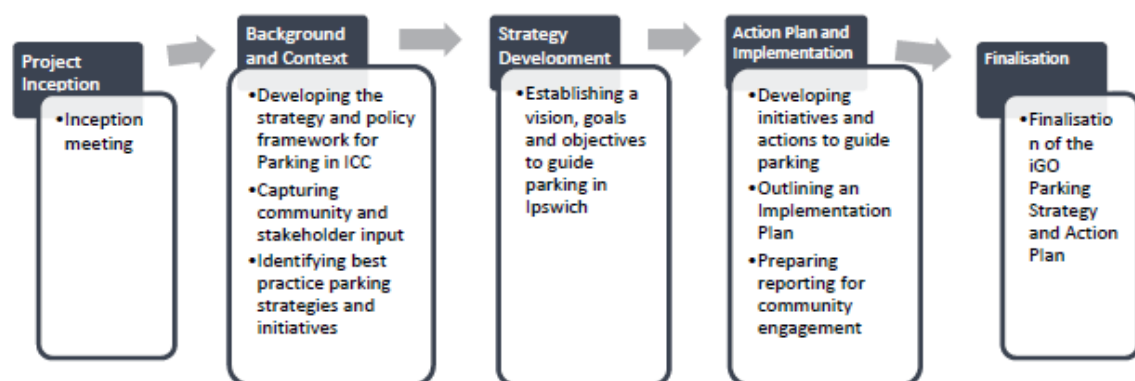 Project
Inception
•Inception
meeting
Background
and Context
•Developing the
strategy and policy
framework for
Parking in ICC
•Capturing
community and
stakeholder input
•Identifying best
practice parking
strategies and
initiatives
Strategy
Development
•Establishing a
vision, goals
and objectives
to guide
parking in
Ipswich
Action Plan and
Implementation
•Developing
initiatives and
actions to guide
parking
•Outlining an
Implementation
Plan
•Preparing
reporting for
community
engagement
Finalisation
•Finalisatio
n of the
iGO
Parking
Strategy
and Action
Plan